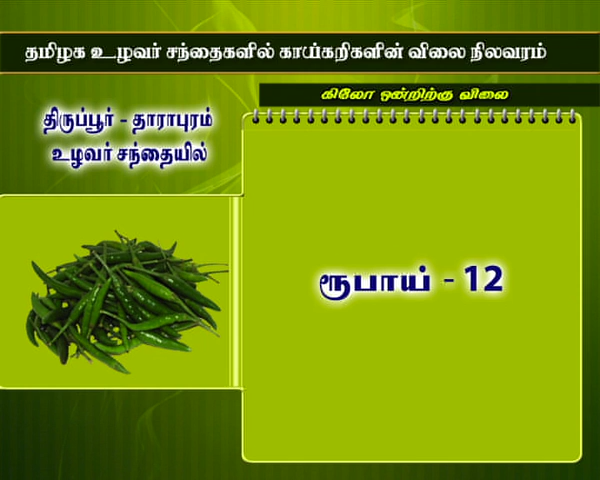 தமிழக உழவர் சந்தைகளில் காய்கறிகளின் விலை நிலவரம்
கிலோ ஒன்றிற்கு விலை
திருப்பூர் - தாராபுரம்
உழவர் சந்தையில்
ரூபாய் - 12